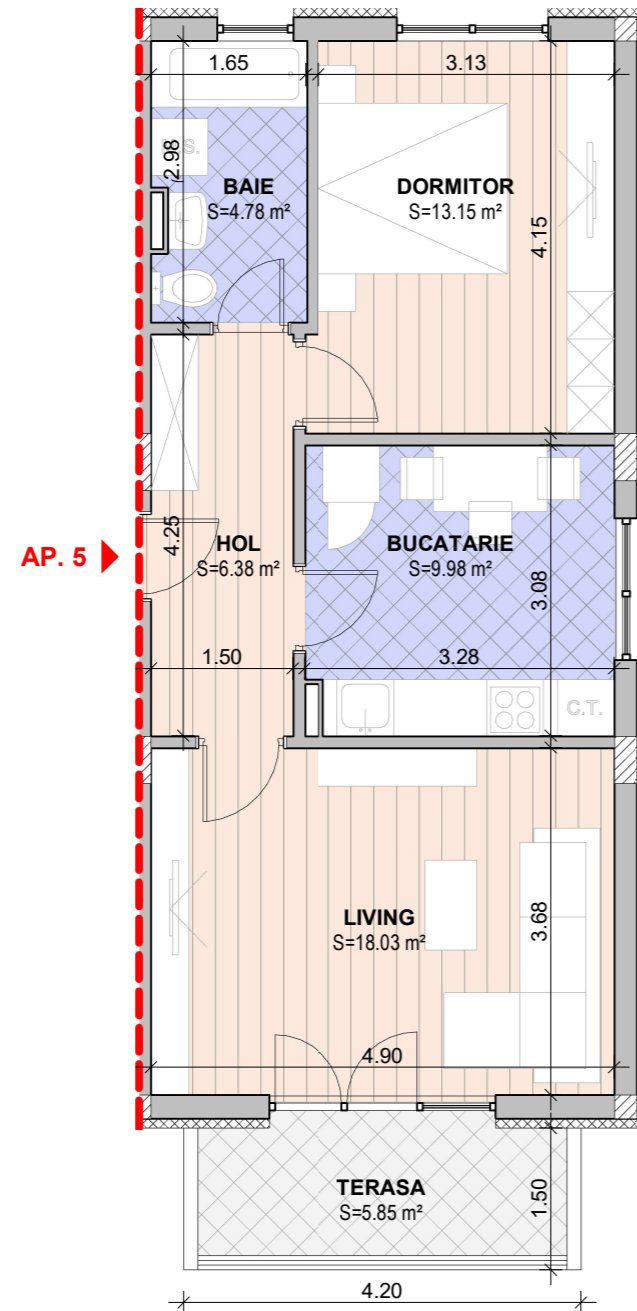 1.65
3.13
2.98
BAIE
S=4.78 m²
DORMITOR
S=13.15 m²
4.15
AP. 5
4.25
HOL
S=6.38 m²
BUCATARIE
S=9.98 m²
3.08
1.50
3.28
C.T.
LIVING
S=18.03 m²
3.68
4.90
TERASA
S=5.85 m²
1.50
4.20